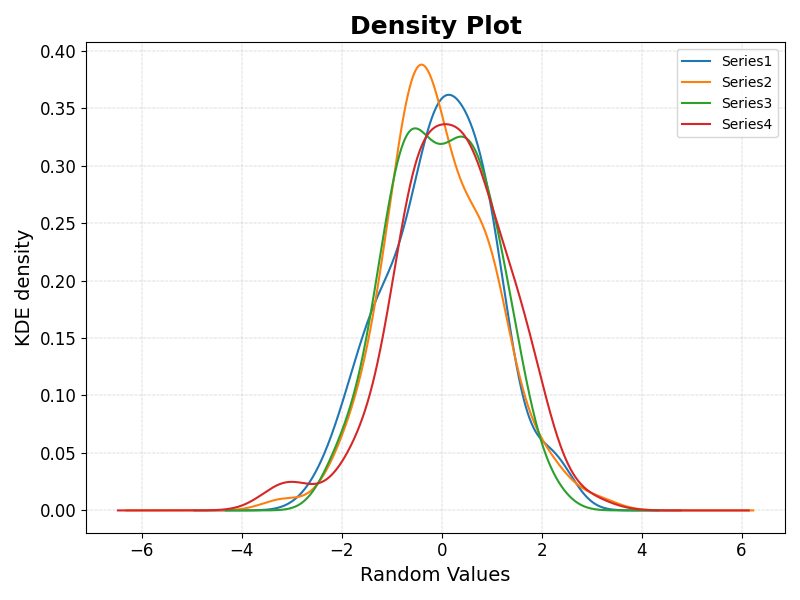 Density Plot
0.40
0.35
0.30
0.25
0.20
0.15
0.10
0.05
0.00
KDE density
Series1
Series2
Series3
Series4
−6 −4 −2 0 2 4 6
Random Values